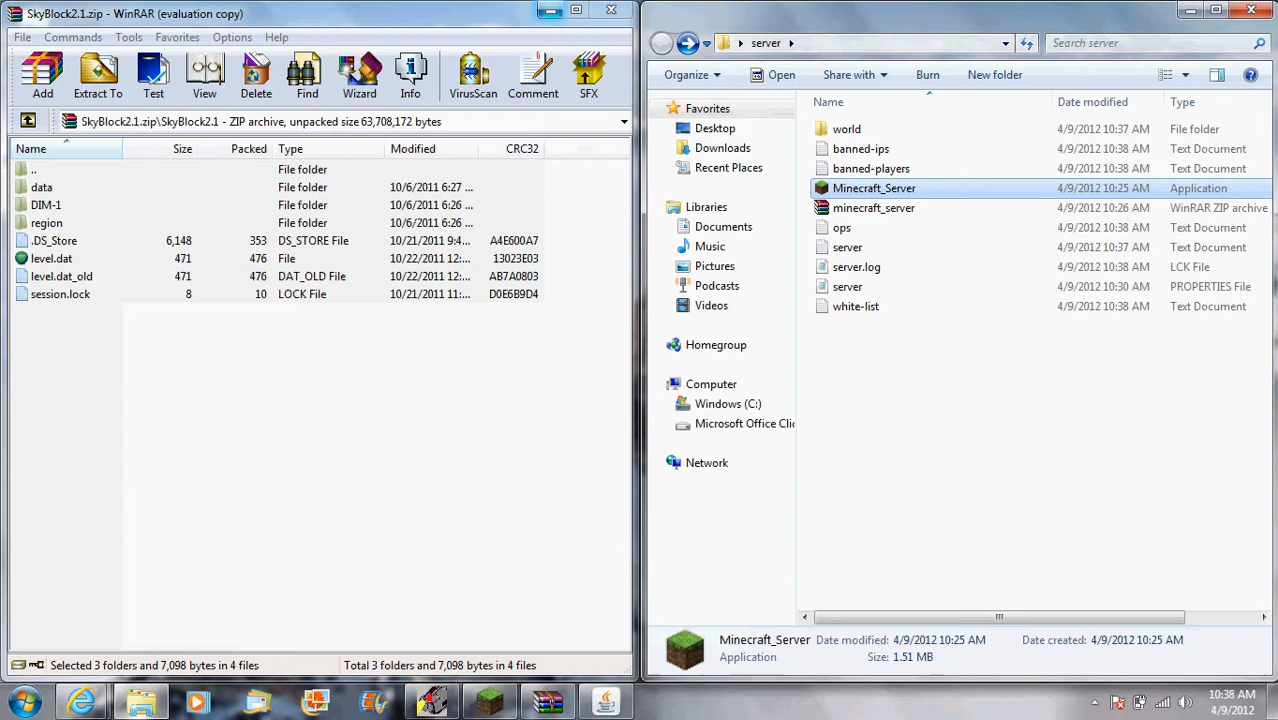 SkyBlock2.1.zip - WinRAR (evaluation copy)
File Commands Tools Favorites Options Help
Add Extract To Test View Delete Find Wizard Info VirusScan Comment SFX
SkyBlock2.1.zip\SkyBlock2.1 - ZIP archive, unpacked size 63,708,172 bytes
Name Size Packed Type Modified CRC32
.. File folder
data File folder 10/6/2011 6:27 ...
DIM-1 File folder 10/6/2011 6:26 ...
region File folder 10/6/2011 6:26 ...
.DS_Store 6,148 353 DS_STORE File 10/21/2011 9:4... A4E600A7
level.dat 471 476 File 10/22/2011 12:... 13023E03
level.dat_old 471 476 DAT_OLD File 10/22/2011 12:... AB7A0803
session.lock 8 10 LOCK File 10/21/2011 11:... D0E6B9D4
Selected 3 folders and 7,098 bytes in 4 files Total 3 folders and 7,098 bytes in 4 files
server
Search server
Organize Open Share with Burn New folder
Favorites
Desktop
Downloads
Recent Places
Libraries
Documents
Music
Pictures
Podcasts
Videos
Homegroup
Computer
Windows (C:)
Microsoft Office Clic
Network
Name Date modified Type
world 4/9/2012 10:37 AM File folder
banned-ips 4/9/2012 10:38 AM Text Document
banned-players 4/9/2012 10:38 AM Text Document
Minecraft_Server 4/9/2012 10:25 AM Application
minecraft_server 4/9/2012 10:26 AM WinRAR ZIP archive
ops 4/9/2012 10:38 AM Text Document
server 4/9/2012 10:37 AM Text Document
server.log 4/9/2012 10:38 AM LCK File
server 4/9/2012 10:30 AM PROPERTIES File
white-list 4/9/2012 10:38 AM Text Document
Minecraft_Server Date modified: 4/9/2012 10:25 AM Date created: 4/9/2012 10:25 AM
Application Size: 1.51 MB
10:38 AM
4/9/2012